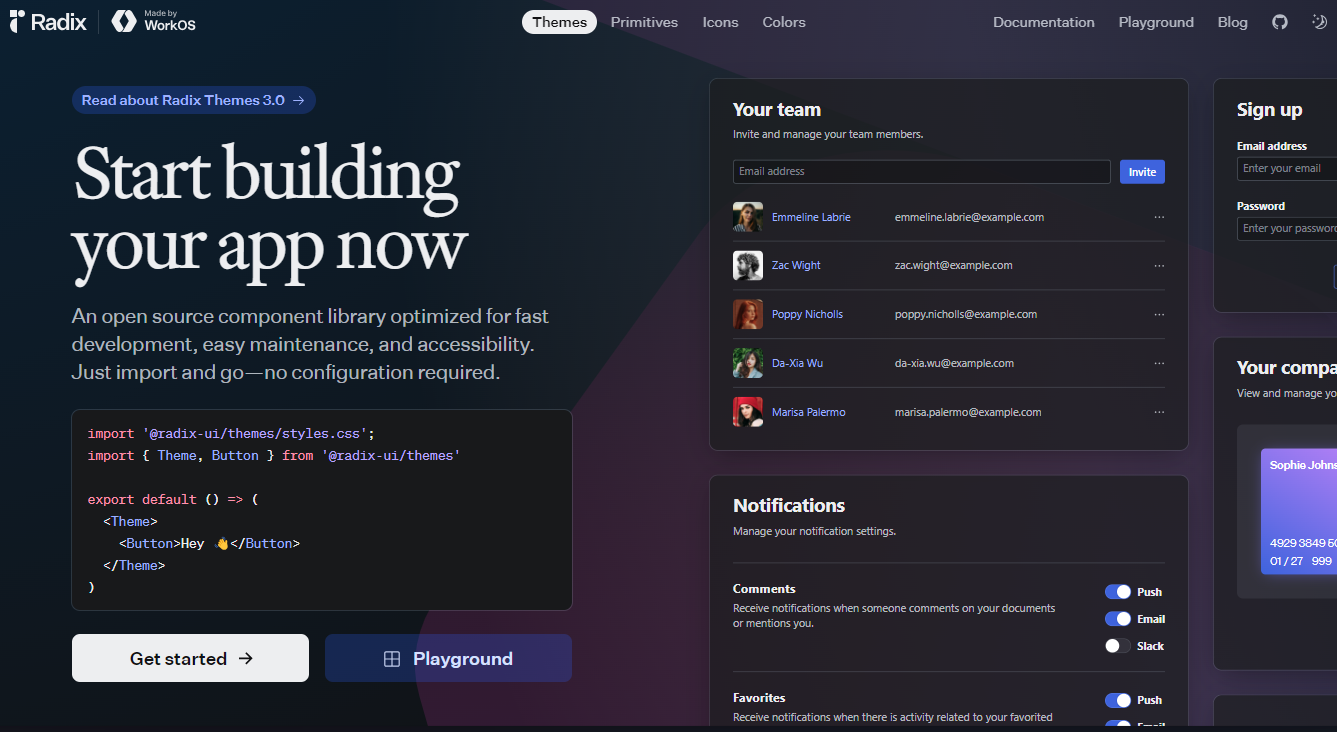 Radix
Made by
WorkOS
Themes
Primitives
Icons
Colors
Documentation
Playground
Blog
Read about Radix Themes 3.0 →
Start building
your app now
An open source component library optimized for fast
development, easy maintenance, and accessibility.
Just import and go—no configuration required.
import '@radix-ui/themes/styles.css';
import { Theme, Button } from '@radix-ui/themes'
export default () => (
<Theme>
<Button>Hey 👋</Button>
</Theme>
)
Get started →
Playground
Your team
Invite and manage your team members.
Email address
Invite
Emmeline Labrie emmeline.labrie@example.com ...
Zac Wight zac.wight@example.com ...
Poppy Nicholls poppy.nicholls@example.com ...
Da-Xia Wu da-xia.wu@example.com ...
Marisa Palermo marisa.palermo@example.com ...
Notifications
Manage your notification settings.
Comments
Receive notifications when someone comments on your documents
or mentions you.
Push
Email
Slack
Favorites
Receive notifications when there is activity related to your favorited
Push
Email
Sign up
Email address
Enter your email
Password
Enter your password
Your compa
View and manage yo
Sophie Johns
4929 3849 50
01 / 27 999